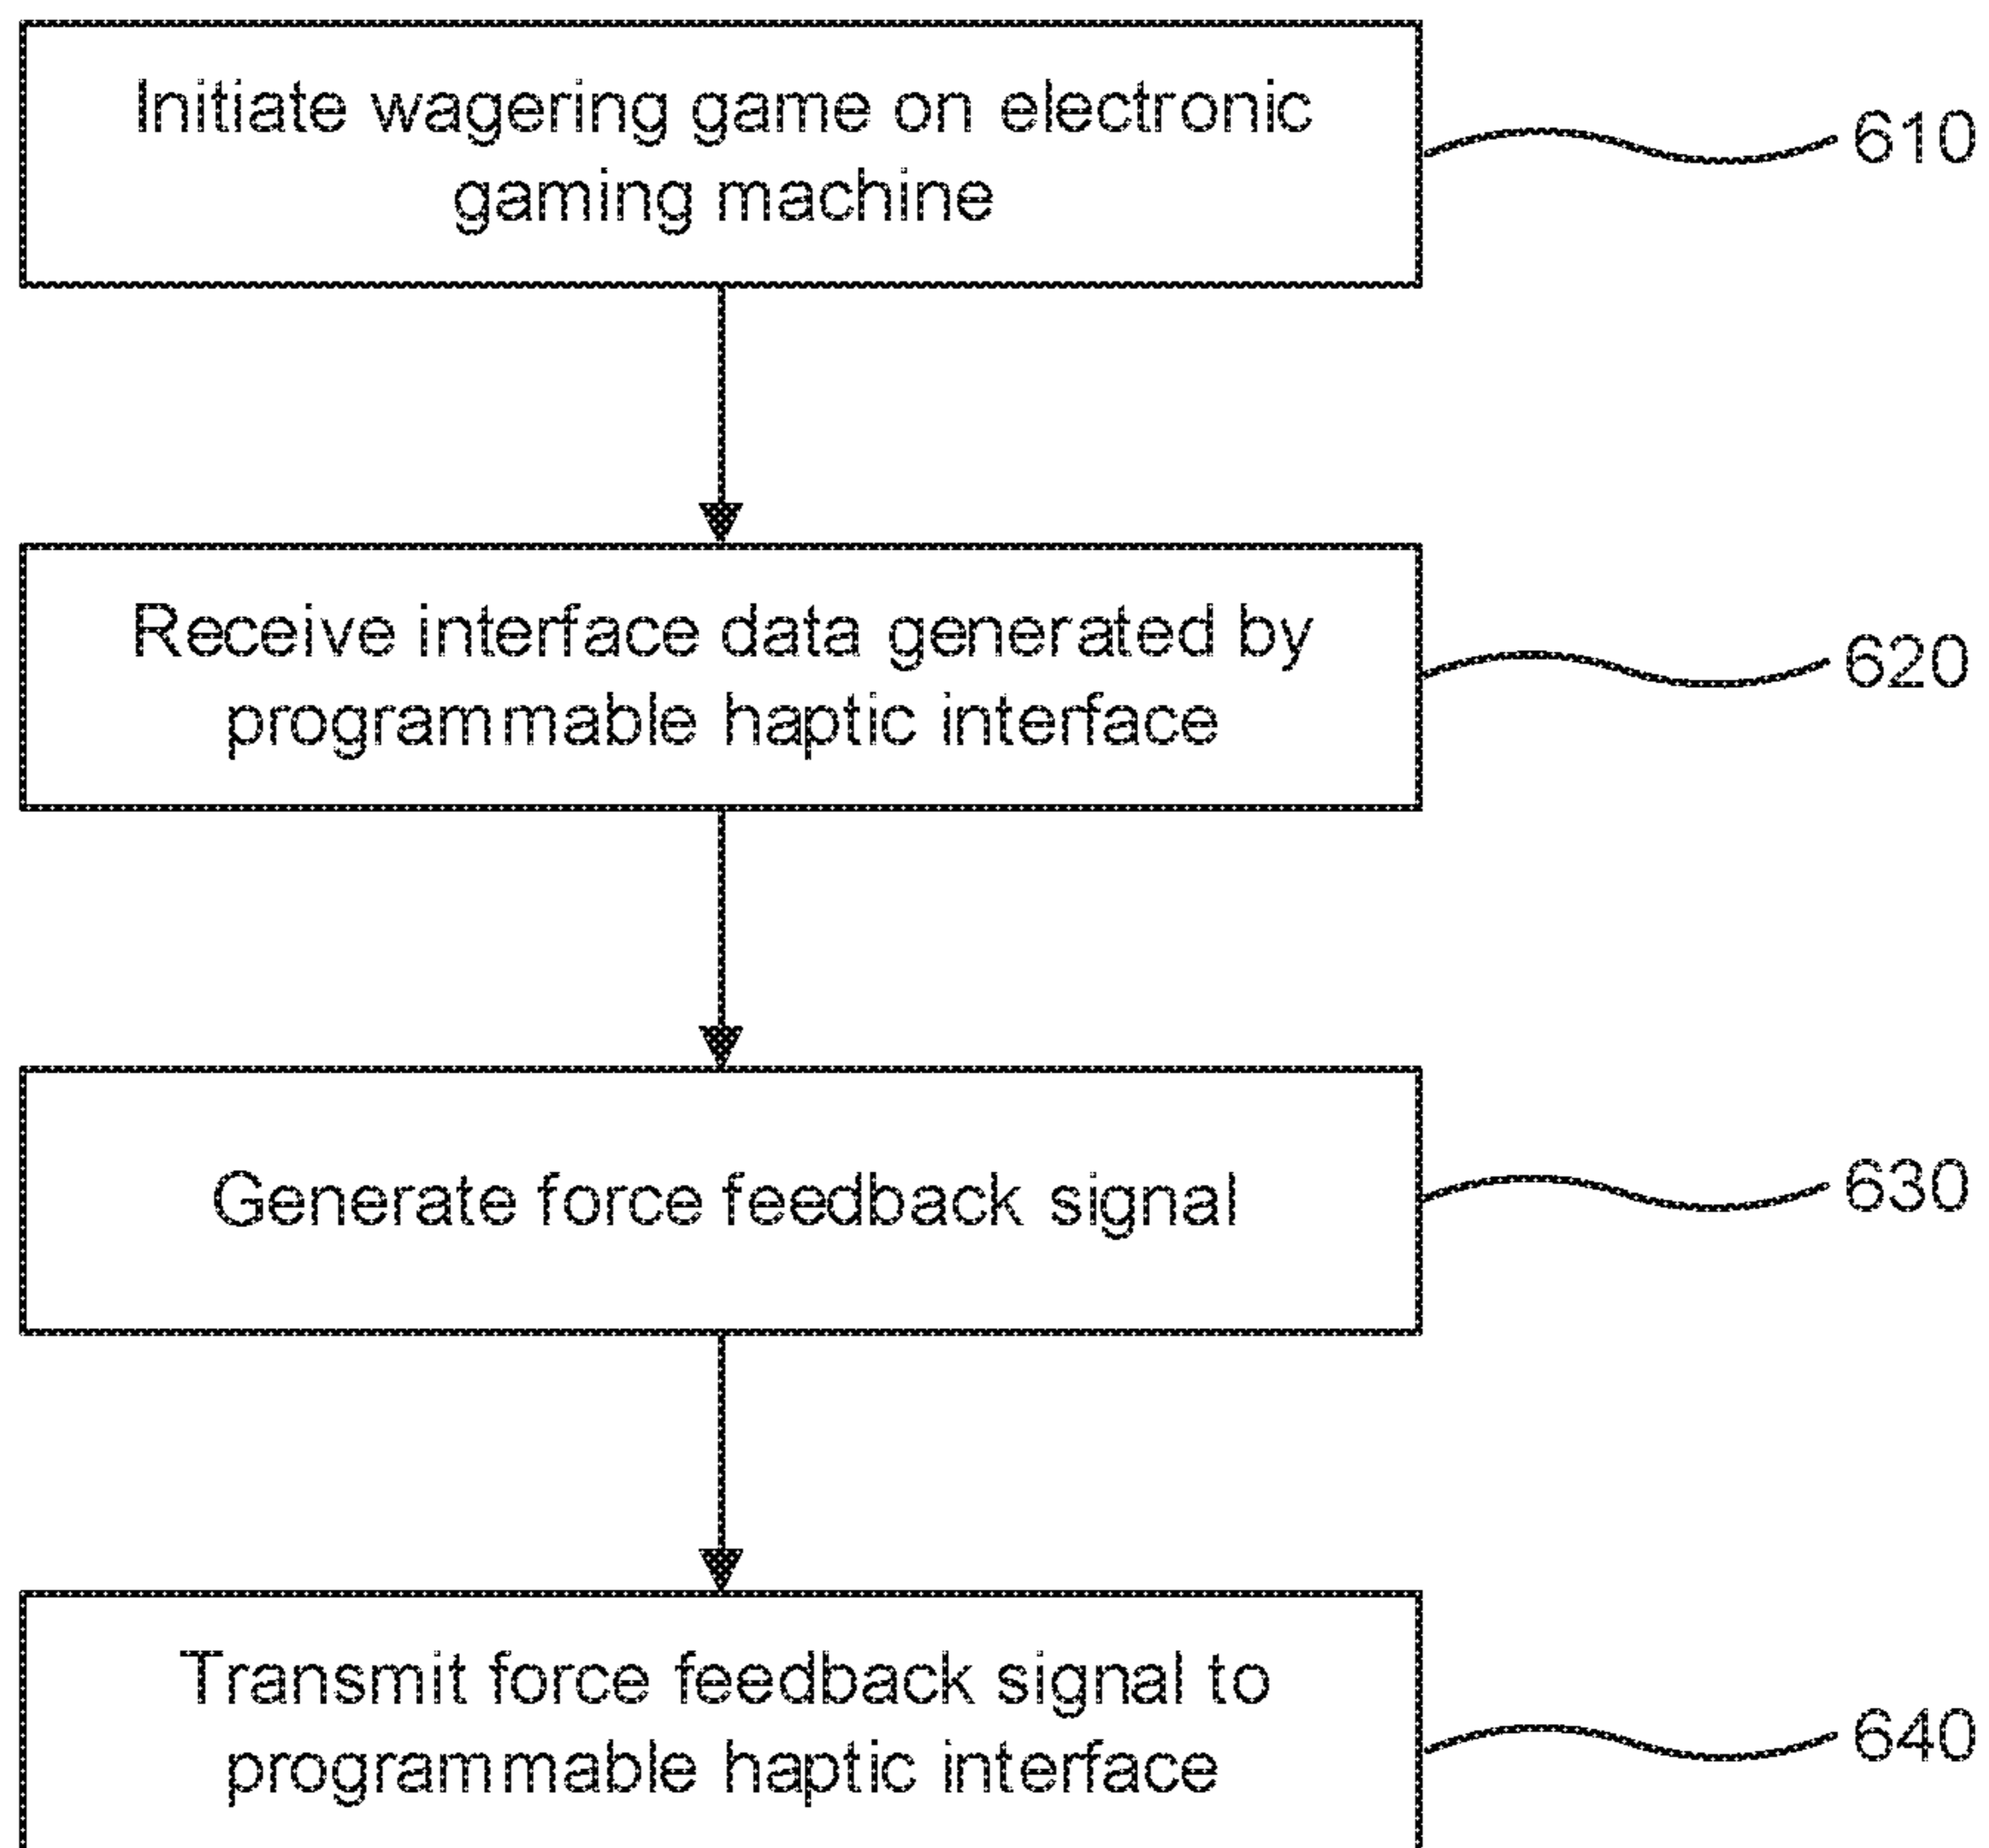 Initiate wagering game on electronic
gaming machine
610
Receive interface data generated by
programmable haptic interface
620
Generate force feedback signal
630
Transmit force feedback signal to
programmable haptic interface
640